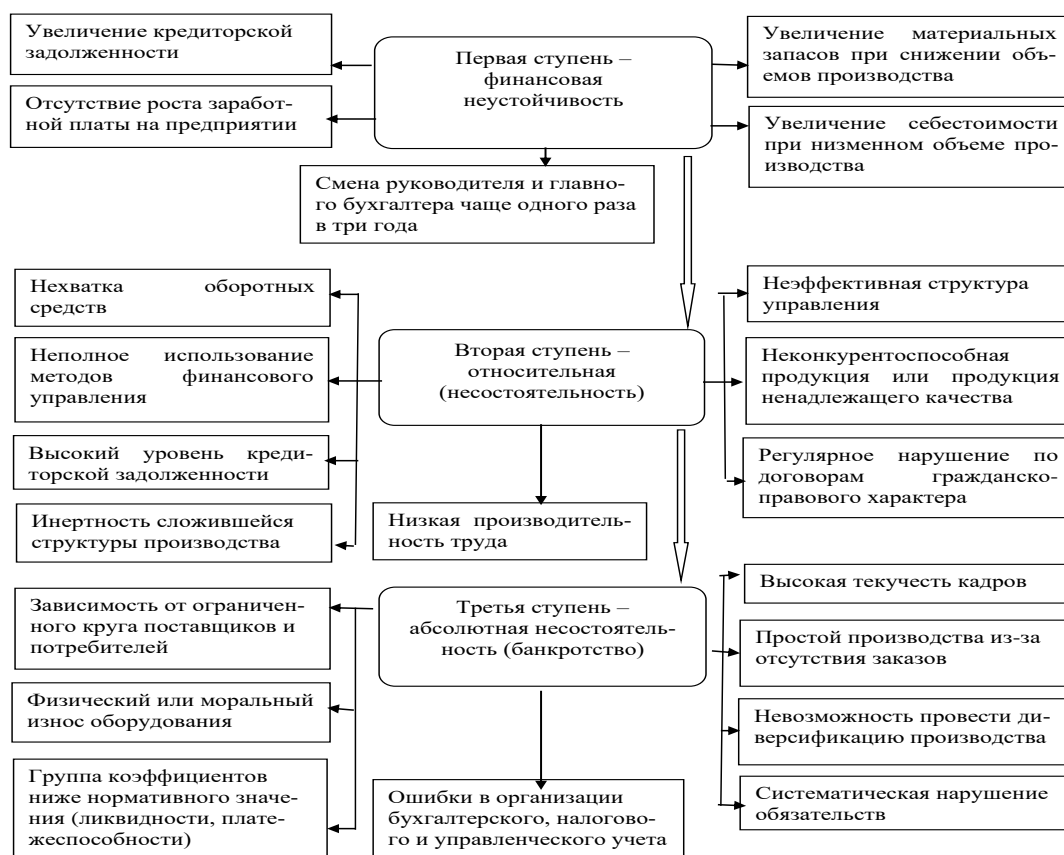 Увеличение кредиторской
задолженности
Отсутствие роста заработ-
ной платы на предприятии
Первая ступень –
финансовая
неустойчивость
Увеличение материальных
запасов при снижении объ-
емов производства
Увеличение себестоимости
при низменном объеме про-
изводства
Смена руководителя и главно-
го бухгалтера чаще одного раза
в три года
Нехватка оборотных
средств
Неполное использование
методов финансового
управления
Высокий уровень креди-
торской задолженности
Инертность сложившейся
структуры производства
Вторая ступень –
относительная
(несостоятельность)
Неэффективная структура
управления
Неконкурентоспособная
продукция или продукция
ненадлежащего качества
Регулярное нарушение по
договорам гражданско-
правового характера
Низкая производитель-
ность труда
Зависимость от ограничен-
ного круга поставщиков и
потребителей
Физический или моральный
износ оборудования
Группа коэффициентов
ниже нормативного значе-
ния (ликвидности, плате-
жеспособности)
Третья ступень –
абсолютная несостоятель-
ность (банкротство)
Высокая текучесть кадров
Простой производства из-за
отсутствия заказов
Невозможность провести ди-
версификацию производства
Систематическая нарушение
обязательств
Ошибки в организации
бухгалтерского, налогово-
го и управленческого учета